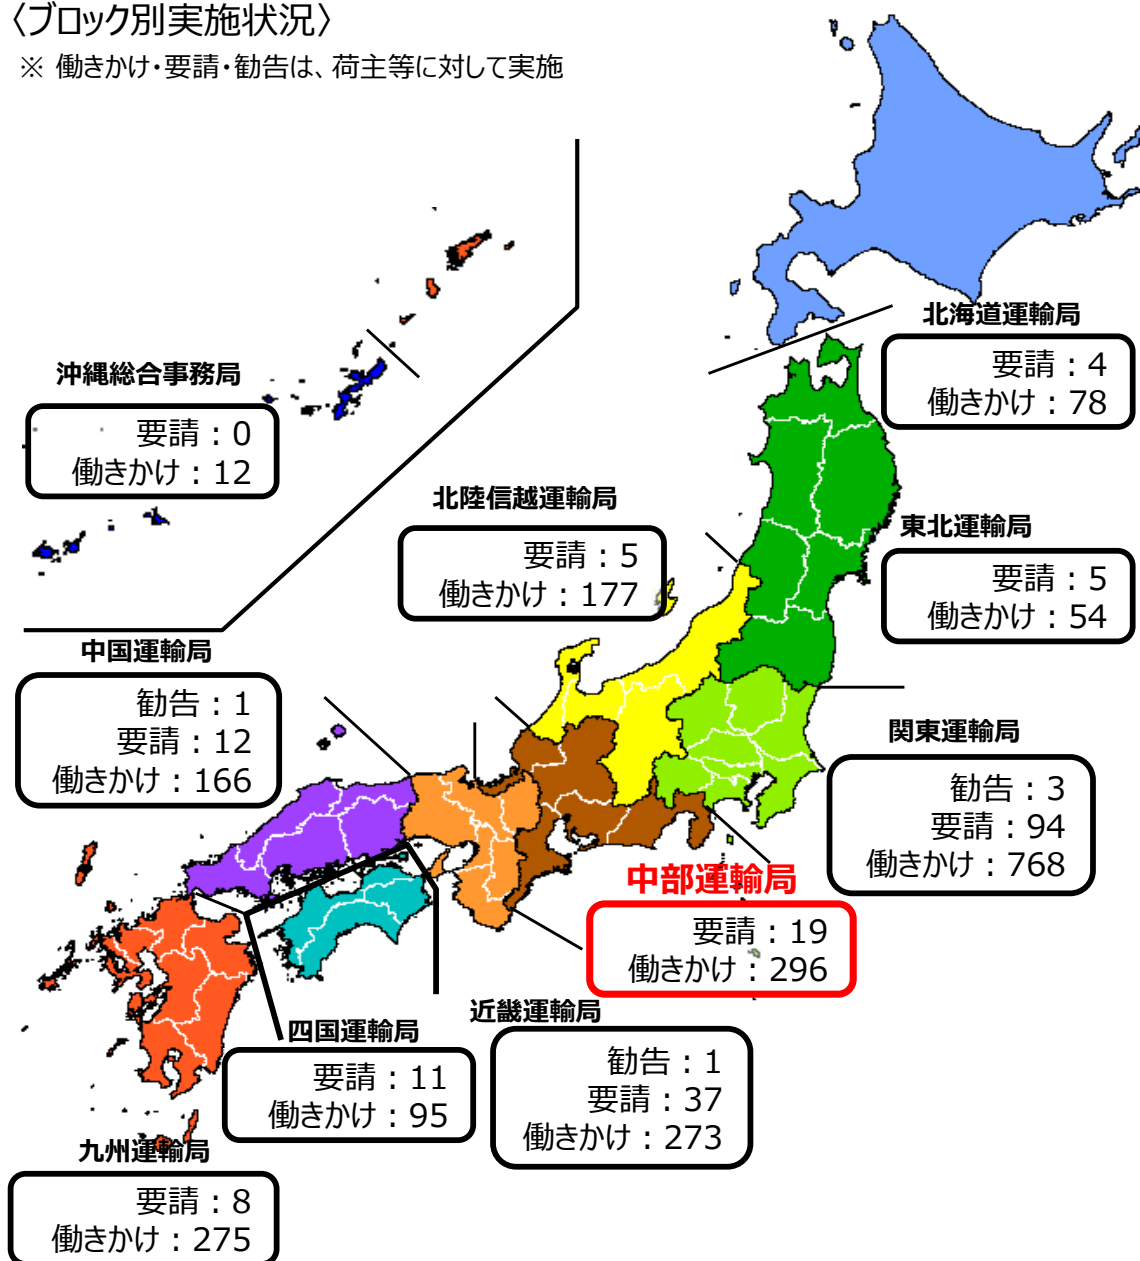 〈ブロック別実施状況〉
※ 働きかけ・要請・勧告は、荷主等に対して実施
北海道運輸局
要請：4
働きかけ：78
沖縄総合事務局
要請：0
働きかけ：12
北陸信越運輸局
要請：5
働きかけ：177
東北運輸局
要請：5
働きかけ：54
中国運輸局
勧告：1
要請：12
働きかけ：166
関東運輸局
勧告：3
要請：94
働きかけ：768
中部運輸局
要請：19
働きかけ：296
四国運輸局
要請：11
働きかけ：95
近畿運輸局
勧告：1
要請：37
働きかけ：273
九州運輸局
要請：8
働きかけ：275